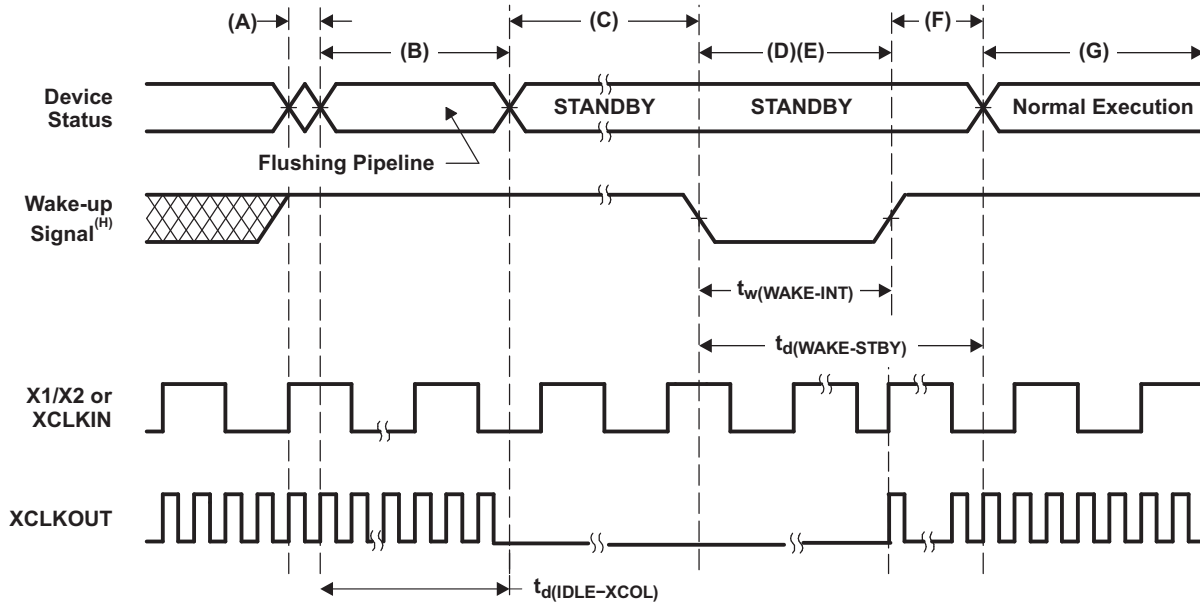 (A)
(C)
(F)
(B)
(D)(E)
(G)
Device
Status
STANDBY
STANDBY
Normal Execution
Flushing Pipeline
Wake-up
Signal(H)
tw(WAKE-INT)
td(WAKE-STBY)
X1/X2 or
XCLKIN
XCLKOUT
td(IDLE−XCOL)